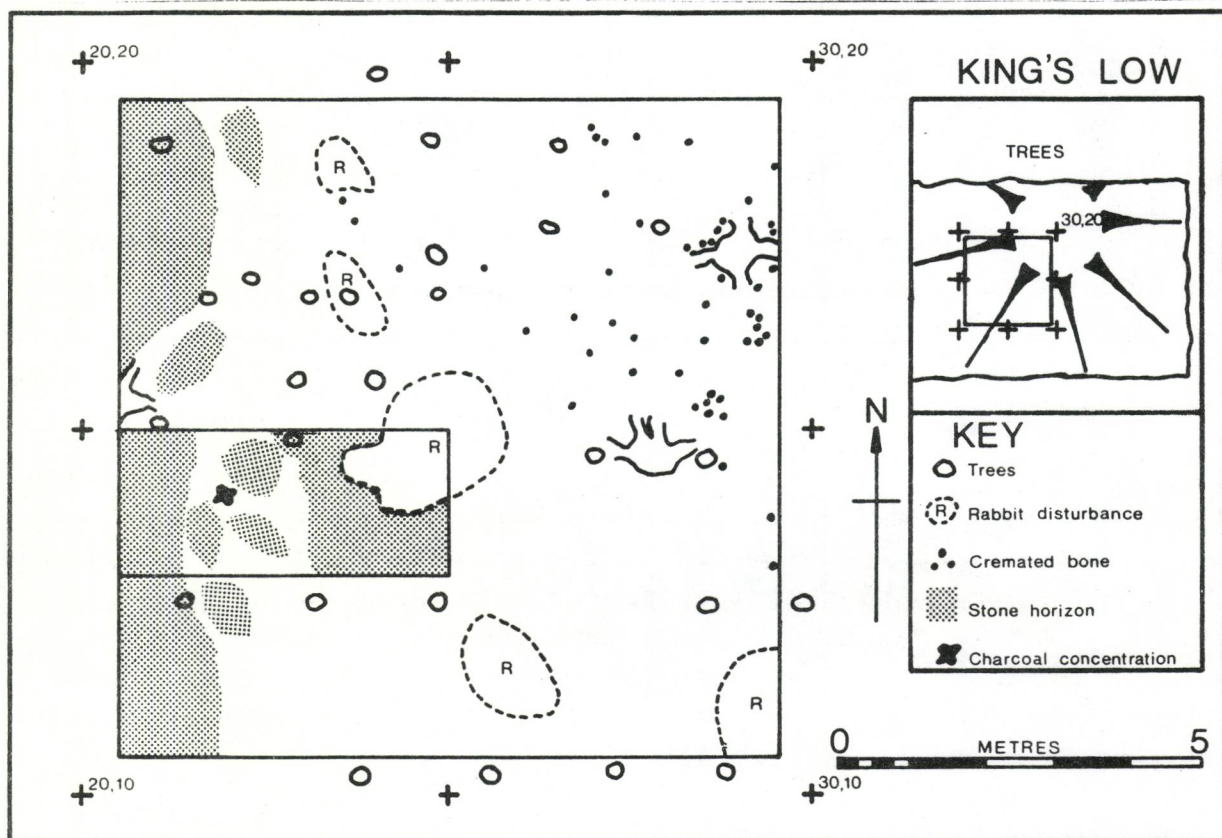 20,20
30,20
KING'S LOW
TREES
30,20
R
R
R
R
R
N
KEY
Trees
R Rabbit disturbance
Cremated bone
Stone horizon
Charcoal concentration
0 METRES 5
20,10
30,10